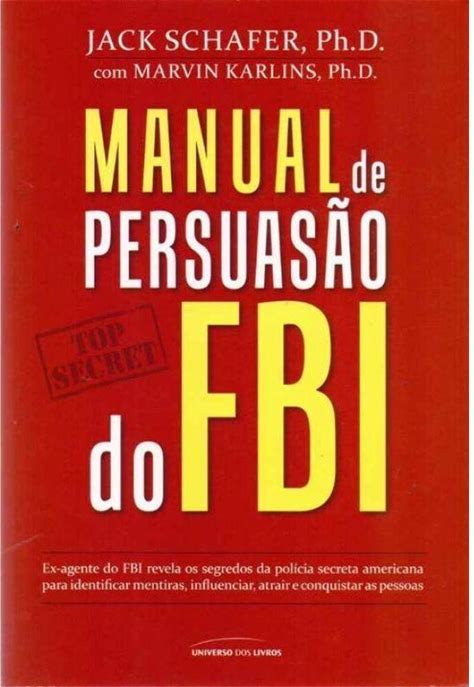 JACK SCHAFER, Ph.D.
com MARVIN KARLINS, Ph.D.
MANUAL de
PERSUASÃO
TOP
SECRET
do FBI
Ex-agente do FBI revela os segredos da polícia secreta americana
para identificar mentiras, influenciar, atrair e conquistar as pessoas
UNIVERSO DOS LIVROS